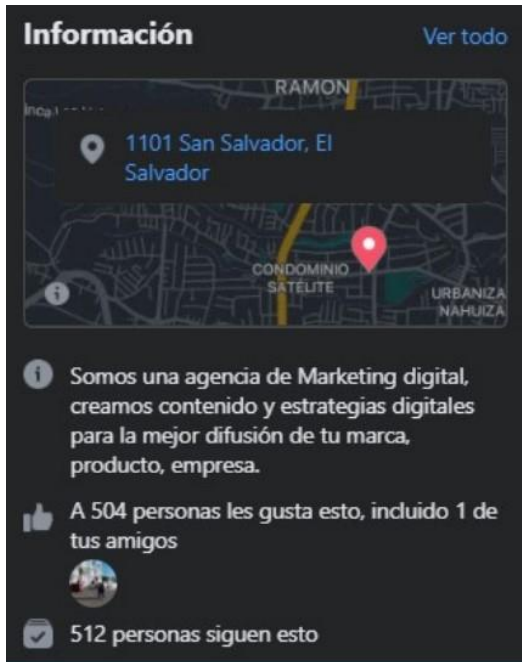 Información
Ver todo
RAMON
1101 San Salvador, El
Salvador
CONDOMINIO
SATÉLITE
URBANIZA
NAHUIZA
Somos una agencia de Marketing digital,
creamos contenido y estrategias digitales
para la mejor difusión de tu marca,
producto, empresa.
A 504 personas les gusta esto, incluido 1 de
tus amigos
512 personas siguen esto